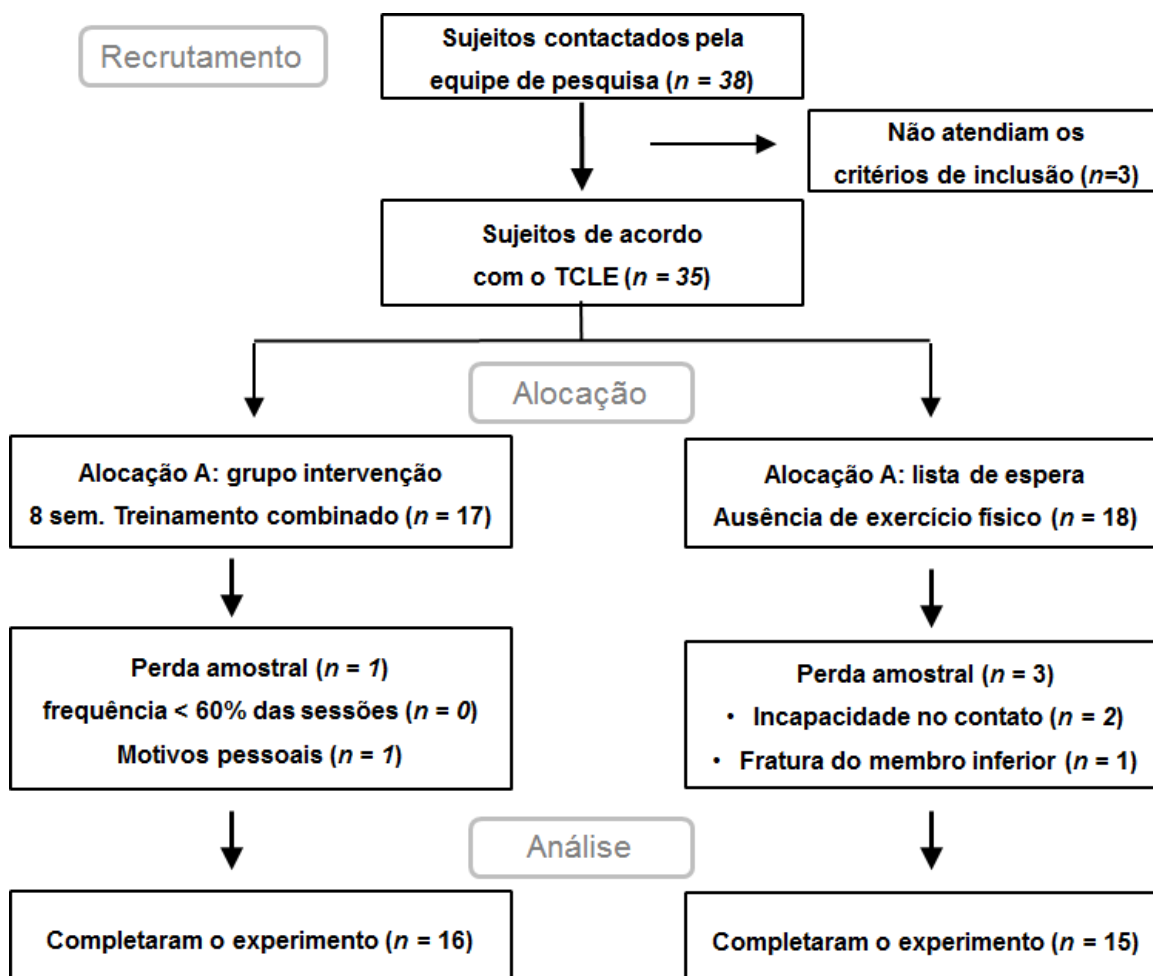 Recrutamento
Sujeitos contactados pela
equipe de pesquisa (n = 38)
Não atendiam os
critérios de inclusão (n=3)
Sujeitos de acordo
com o TCLE (n = 35)
Alocação
Alocação A: grupo intervenção
8 sem. Treinamento combinado (n = 17)
Alocação A: lista de espera
Ausência de exercício físico (n = 18)
Perda amostral (n = 1)
frequência < 60% das sessões (n = 0)
Motivos pessoais (n = 1)
Perda amostral (n = 3)
• Incapacidade no contato (n = 2)
• Fratura do membro inferior (n = 1)
Análise
Completaram o experimento (n = 16)
Completaram o experimento (n = 15)